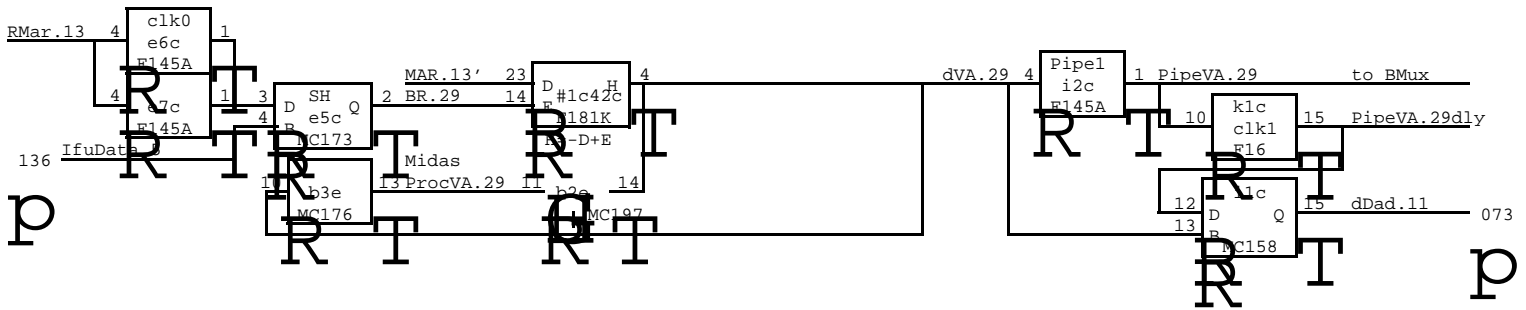 clk0
RMar.13 4 1
e6c
F145A
Pipe1
MAR.13' 23 4 dVA.29 4 1 PipeVA.29 to BMux
D H
i2c
SH #1c42c
4 e7c 1 3 D Q 2 BR.29 14 E F145A k1c
e5c F181K
F145A 4 B 10 clk1 15 PipeVA.29dly
MC173 H=-D+E
F16
136 IfuData.5 Midas
10 b3e 13 ProcVA.29 11 14
MC176 MC197
12 D Q 15 dDad.11 073
13 B
MC158
R T
R T
R T
R T
R T
R T
R T
R T
R
p
p